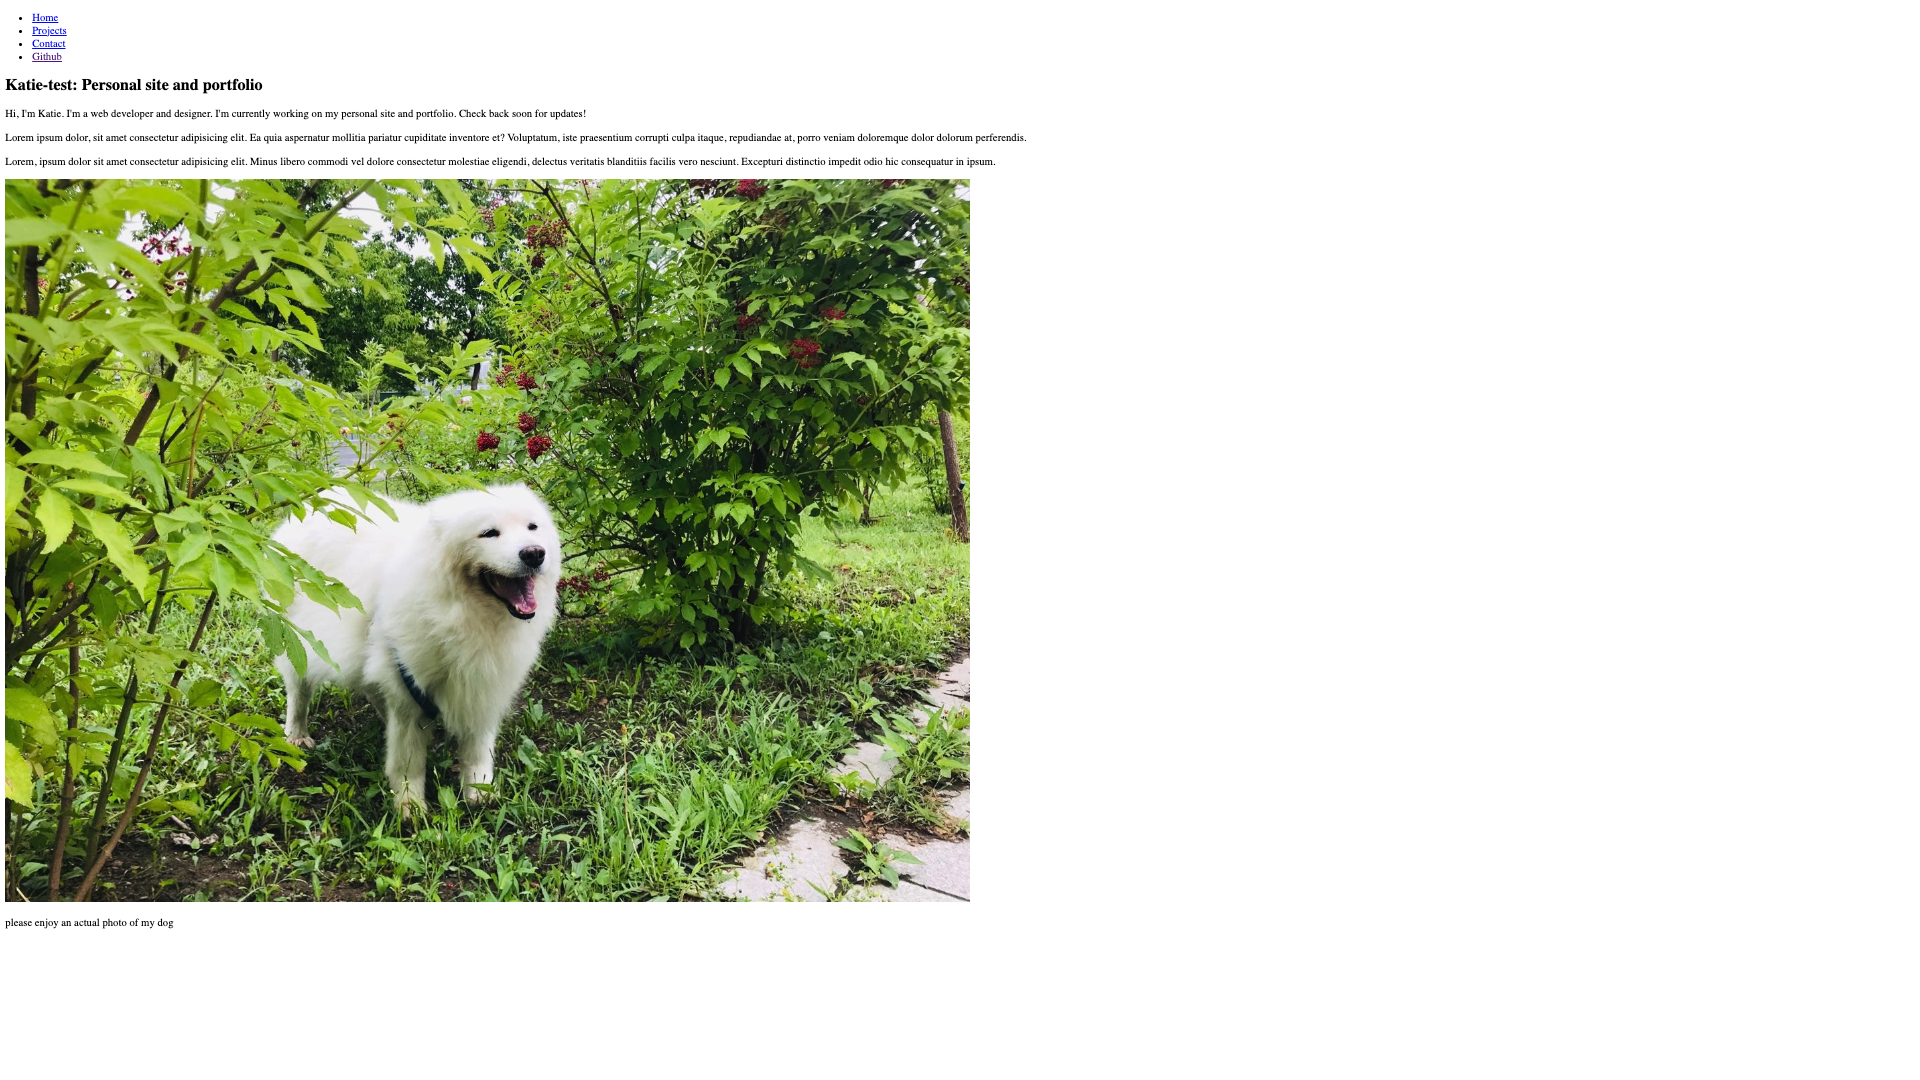 Home
Projects
Contact
Github
Katie-test: Personal site and portfolio
Hi, I'm Katie. I'm a web developer and designer. I'm currently working on my personal site and portfolio. Check back soon for updates!
Lorem ipsum dolor, sit amet consectetur adipisicing elit. Ea quia aspernatur mollitia pariatur cupiditate inventore et? Voluptatum, iste praesentium corrupti culpa itaque, repudiandae at, porro veniam doloremque dolor dolorum perferendis.
Lorem, ipsum dolor sit amet consectetur adipisicing elit. Minus libero commodi vel dolore consectetur molestiae eligendi, delectus veritatis blanditiis facilis vero nesciunt. Excepturi distinctio impedit odio hic consequatur in ipsum.
please enjoy an actual photo of my dog